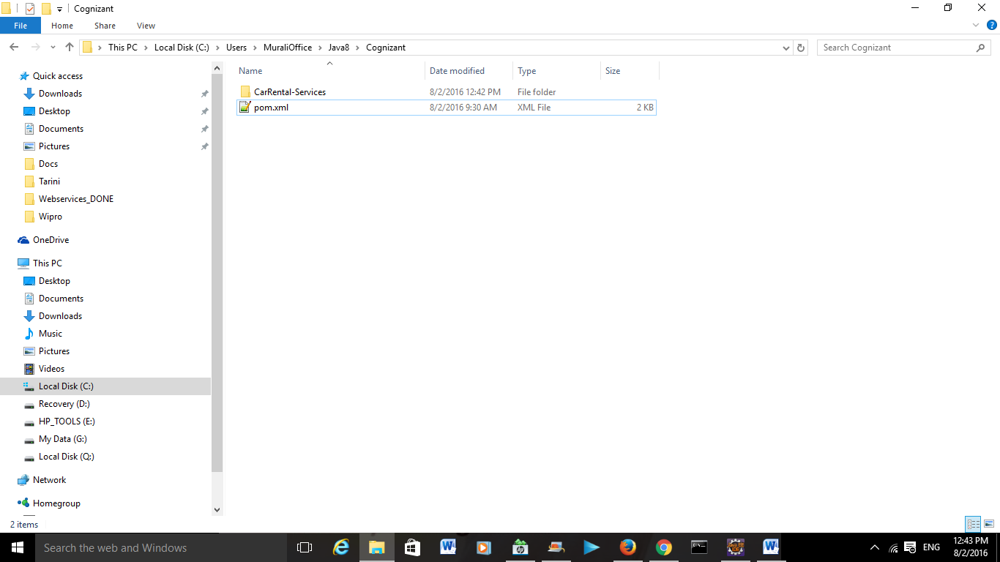 Cognizant
File Home Share View
This PC Local Disk (C:) Users MuraliOffice Java8 Cognizant
Search Cognizant
Name Date modified Type Size
CarRental-Services 8/2/2016 12:42 PM File folder
pom.xml 8/2/2016 9:30 AM XML File 2 KB
Quick access
Downloads
Desktop
Documents
Pictures
Docs
Tarini
Webservices_DONE
Wipro
OneDrive
This PC
Desktop
Documents
Downloads
Music
Pictures
Videos
Local Disk (C:)
Recovery (D:)
HP_TOOLS (E:)
My Data (G:)
Local Disk (Q:)
Network
Homegroup
2 items
Search the web and Windows
ENG
12:43 PM
8/2/2016